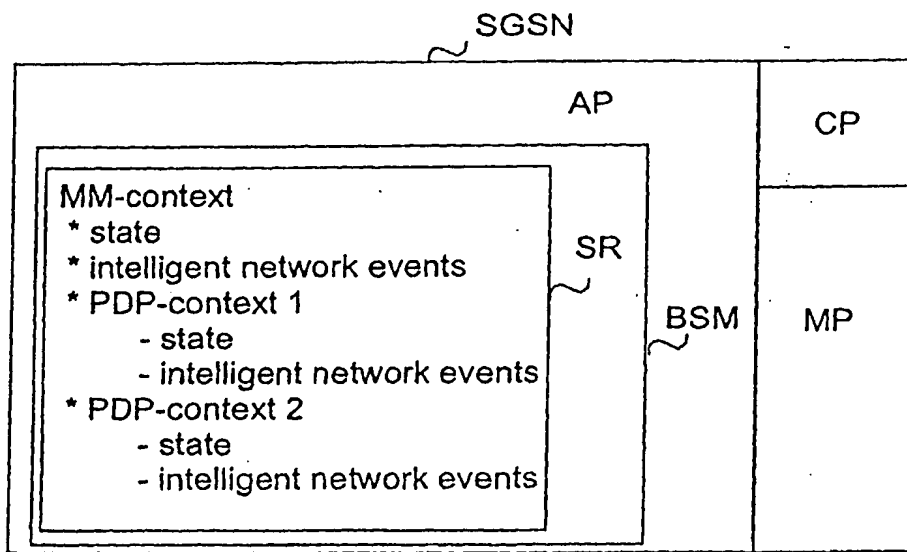 SGSN
AP
CP
MM-context
* state
* intelligent network events
* PDP-context 1
- state
- intelligent network events
* PDP-context 2
- state
- intelligent network events
SR
BSM
MP